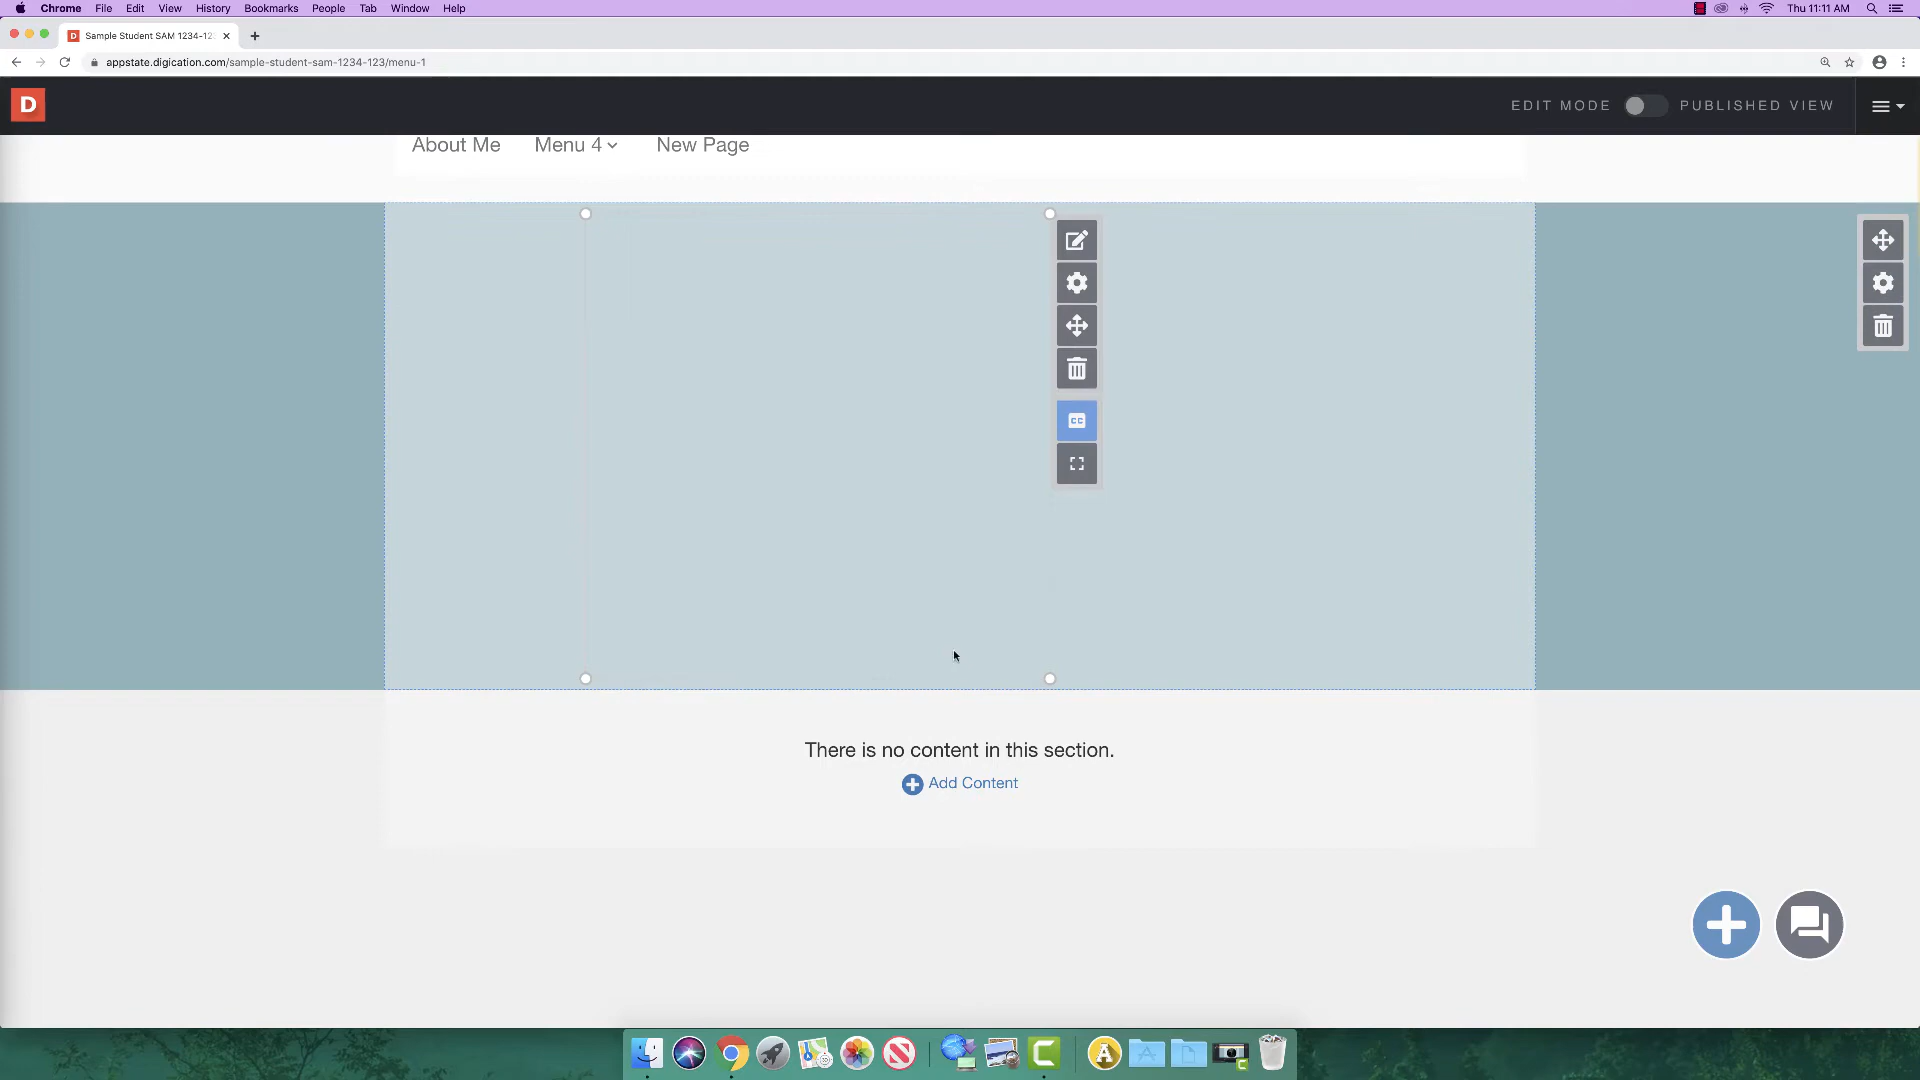 Chrome File Edit View History Bookmarks People Tab Window Help Thu 11:11 AM
D Sample Student SAM 1234-12
appstate.digication.com/sample-student-sam-1234-123/menu-1
D EDIT MODE PUBLISHED VIEW
About Me Menu 4 New Page
CC
There is no content in this section.
Add Content